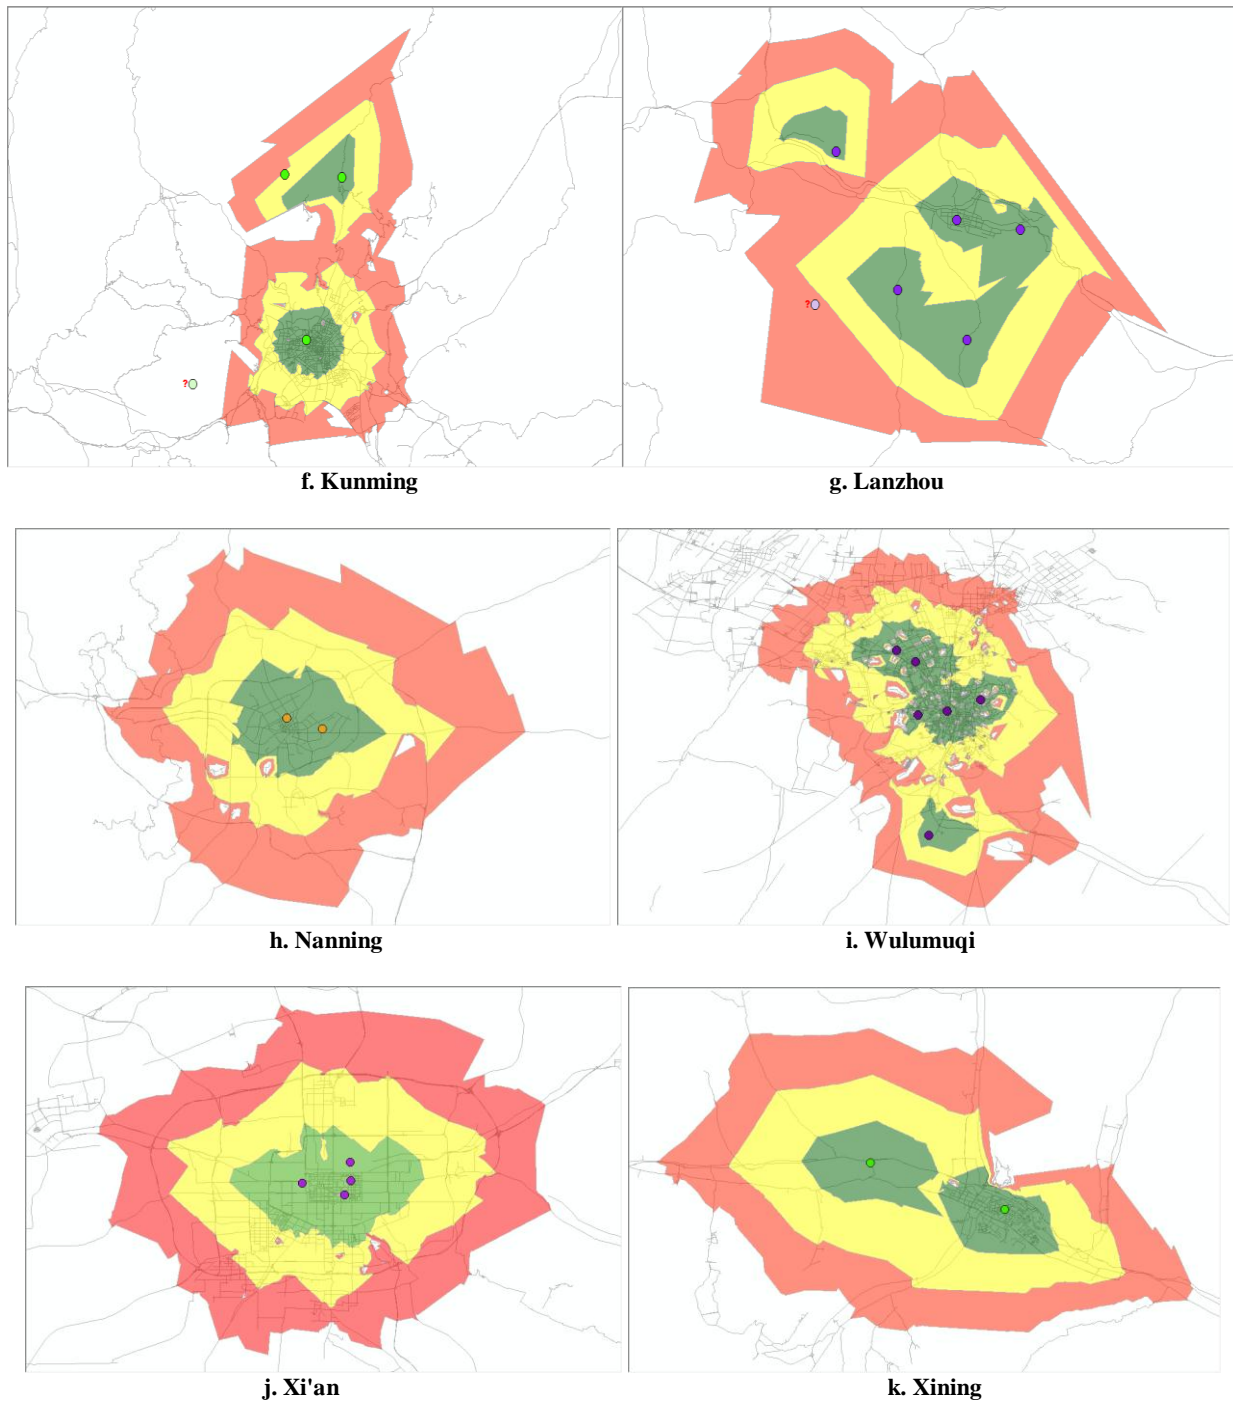 ?
?
f. Kunming
g. Lanzhou
h. Nanning
i. Wulumuqi
j. Xi'an
k. Xining